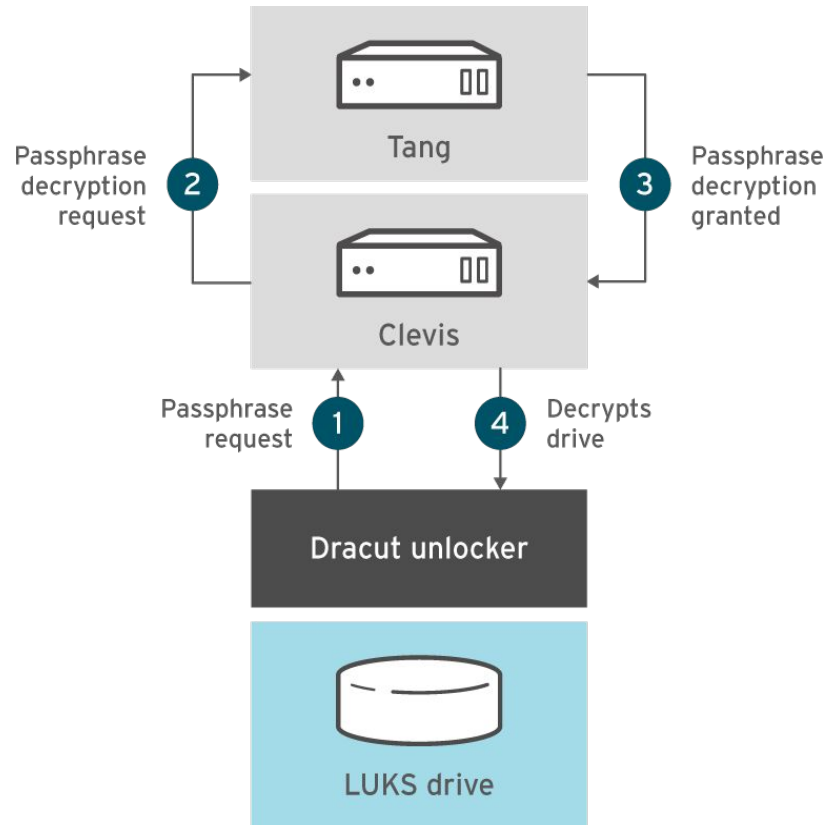 Tang
Passphrase
decryption
request
2
3
Passphrase
decryption
granted
Clevis
Passphrase
request
1
4
Decrypts
drive
Dracut unlocker
LUKS drive